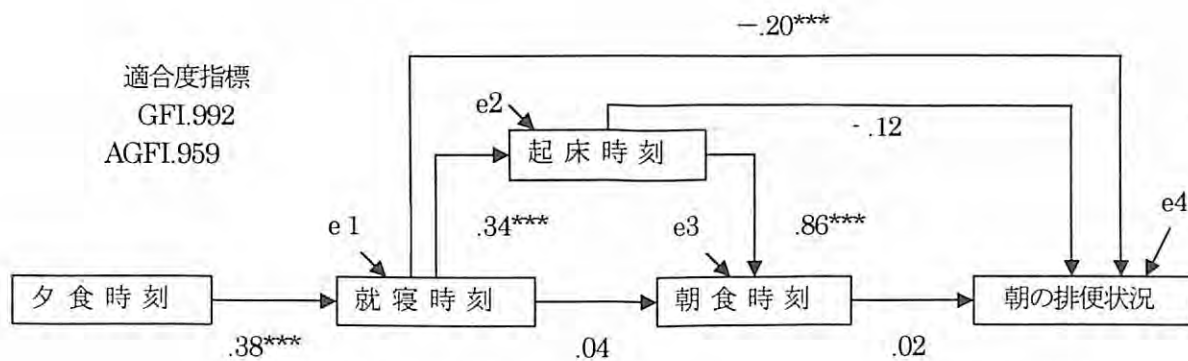 −.20***
適合度指標
GFI.992
AGFI.959
e2
-.12
起床時刻
e 1
.34***
e3
.86***
e4
夕食時刻
就寝時刻
朝食時刻
朝の排便状況
.38***
.04
.02